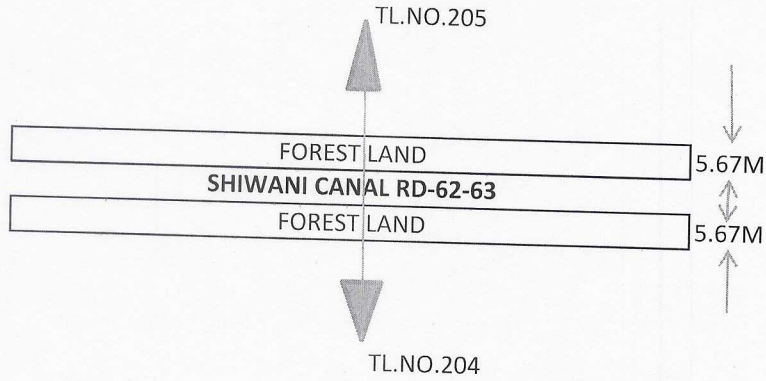 TL.NO.205
FOREST LAND
5.67M
SHIWANI CANAL RD-62-63
FOREST LAND
5.67M
TL.NO.204